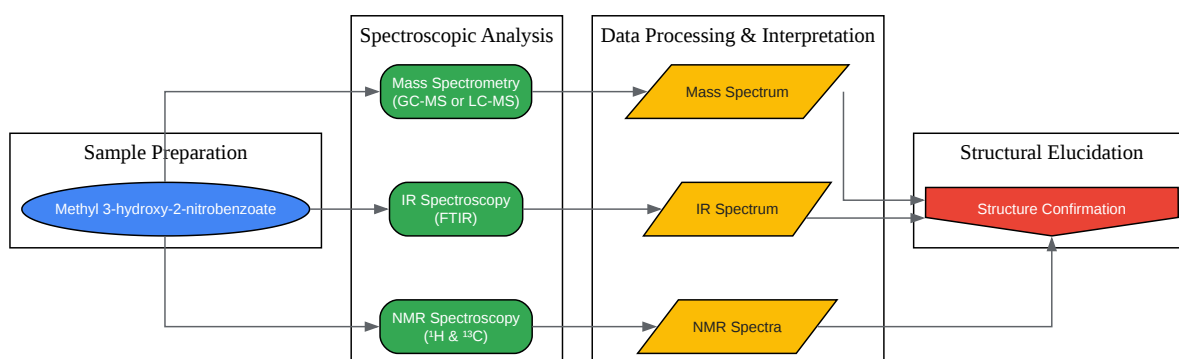 Spectroscopic Analysis
Data Processing & Interpretation
Mass Spectrometry
(GC-MS or LC-MS)
Mass Spectrum
Sample Preparation
Structural Elucidation
Methyl 3-hydroxy-2-nitrobenzoate
IR Spectroscopy
(FTIR)
IR Spectrum
Structure Confirmation
NMR Spectroscopy
(¹H & ¹³C)
NMR Spectra